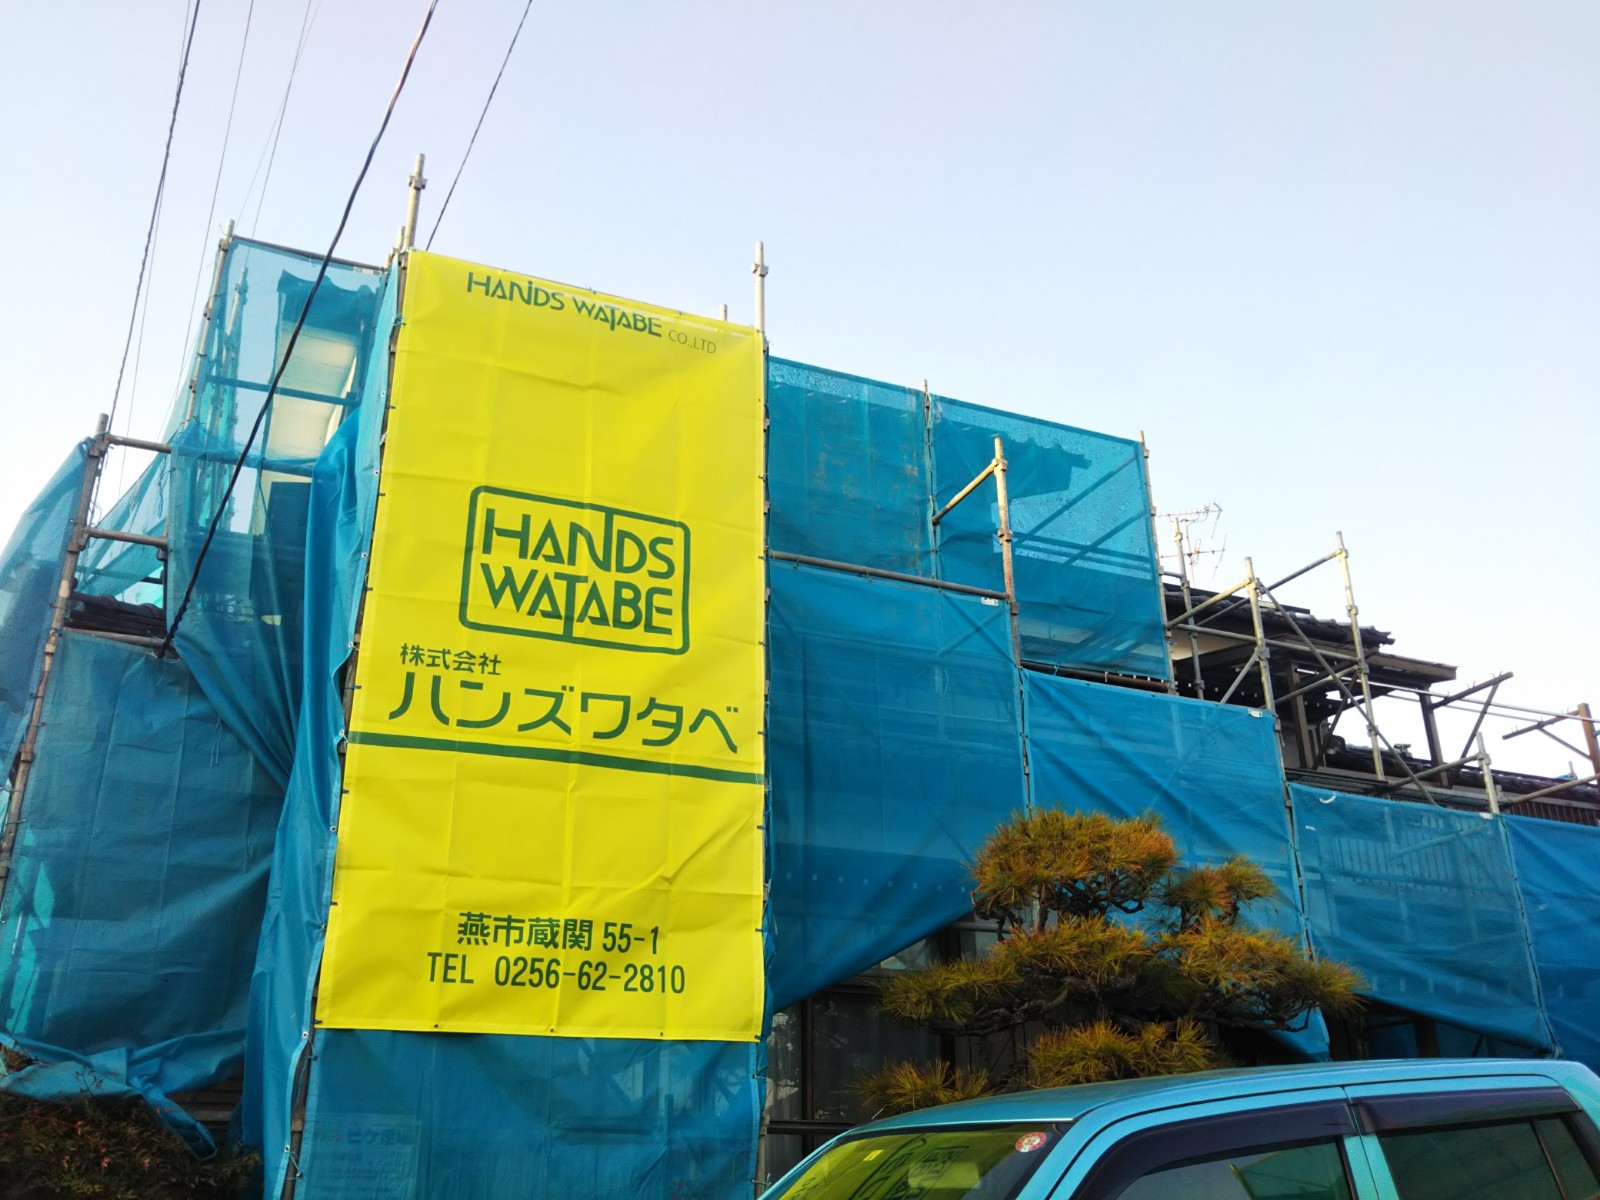 HANDS WATABE CO.,LTD
HANDS
WATABE
株式会社
ハンズワタベ
燕市蔵関 55-1
TEL 0256-62-2810